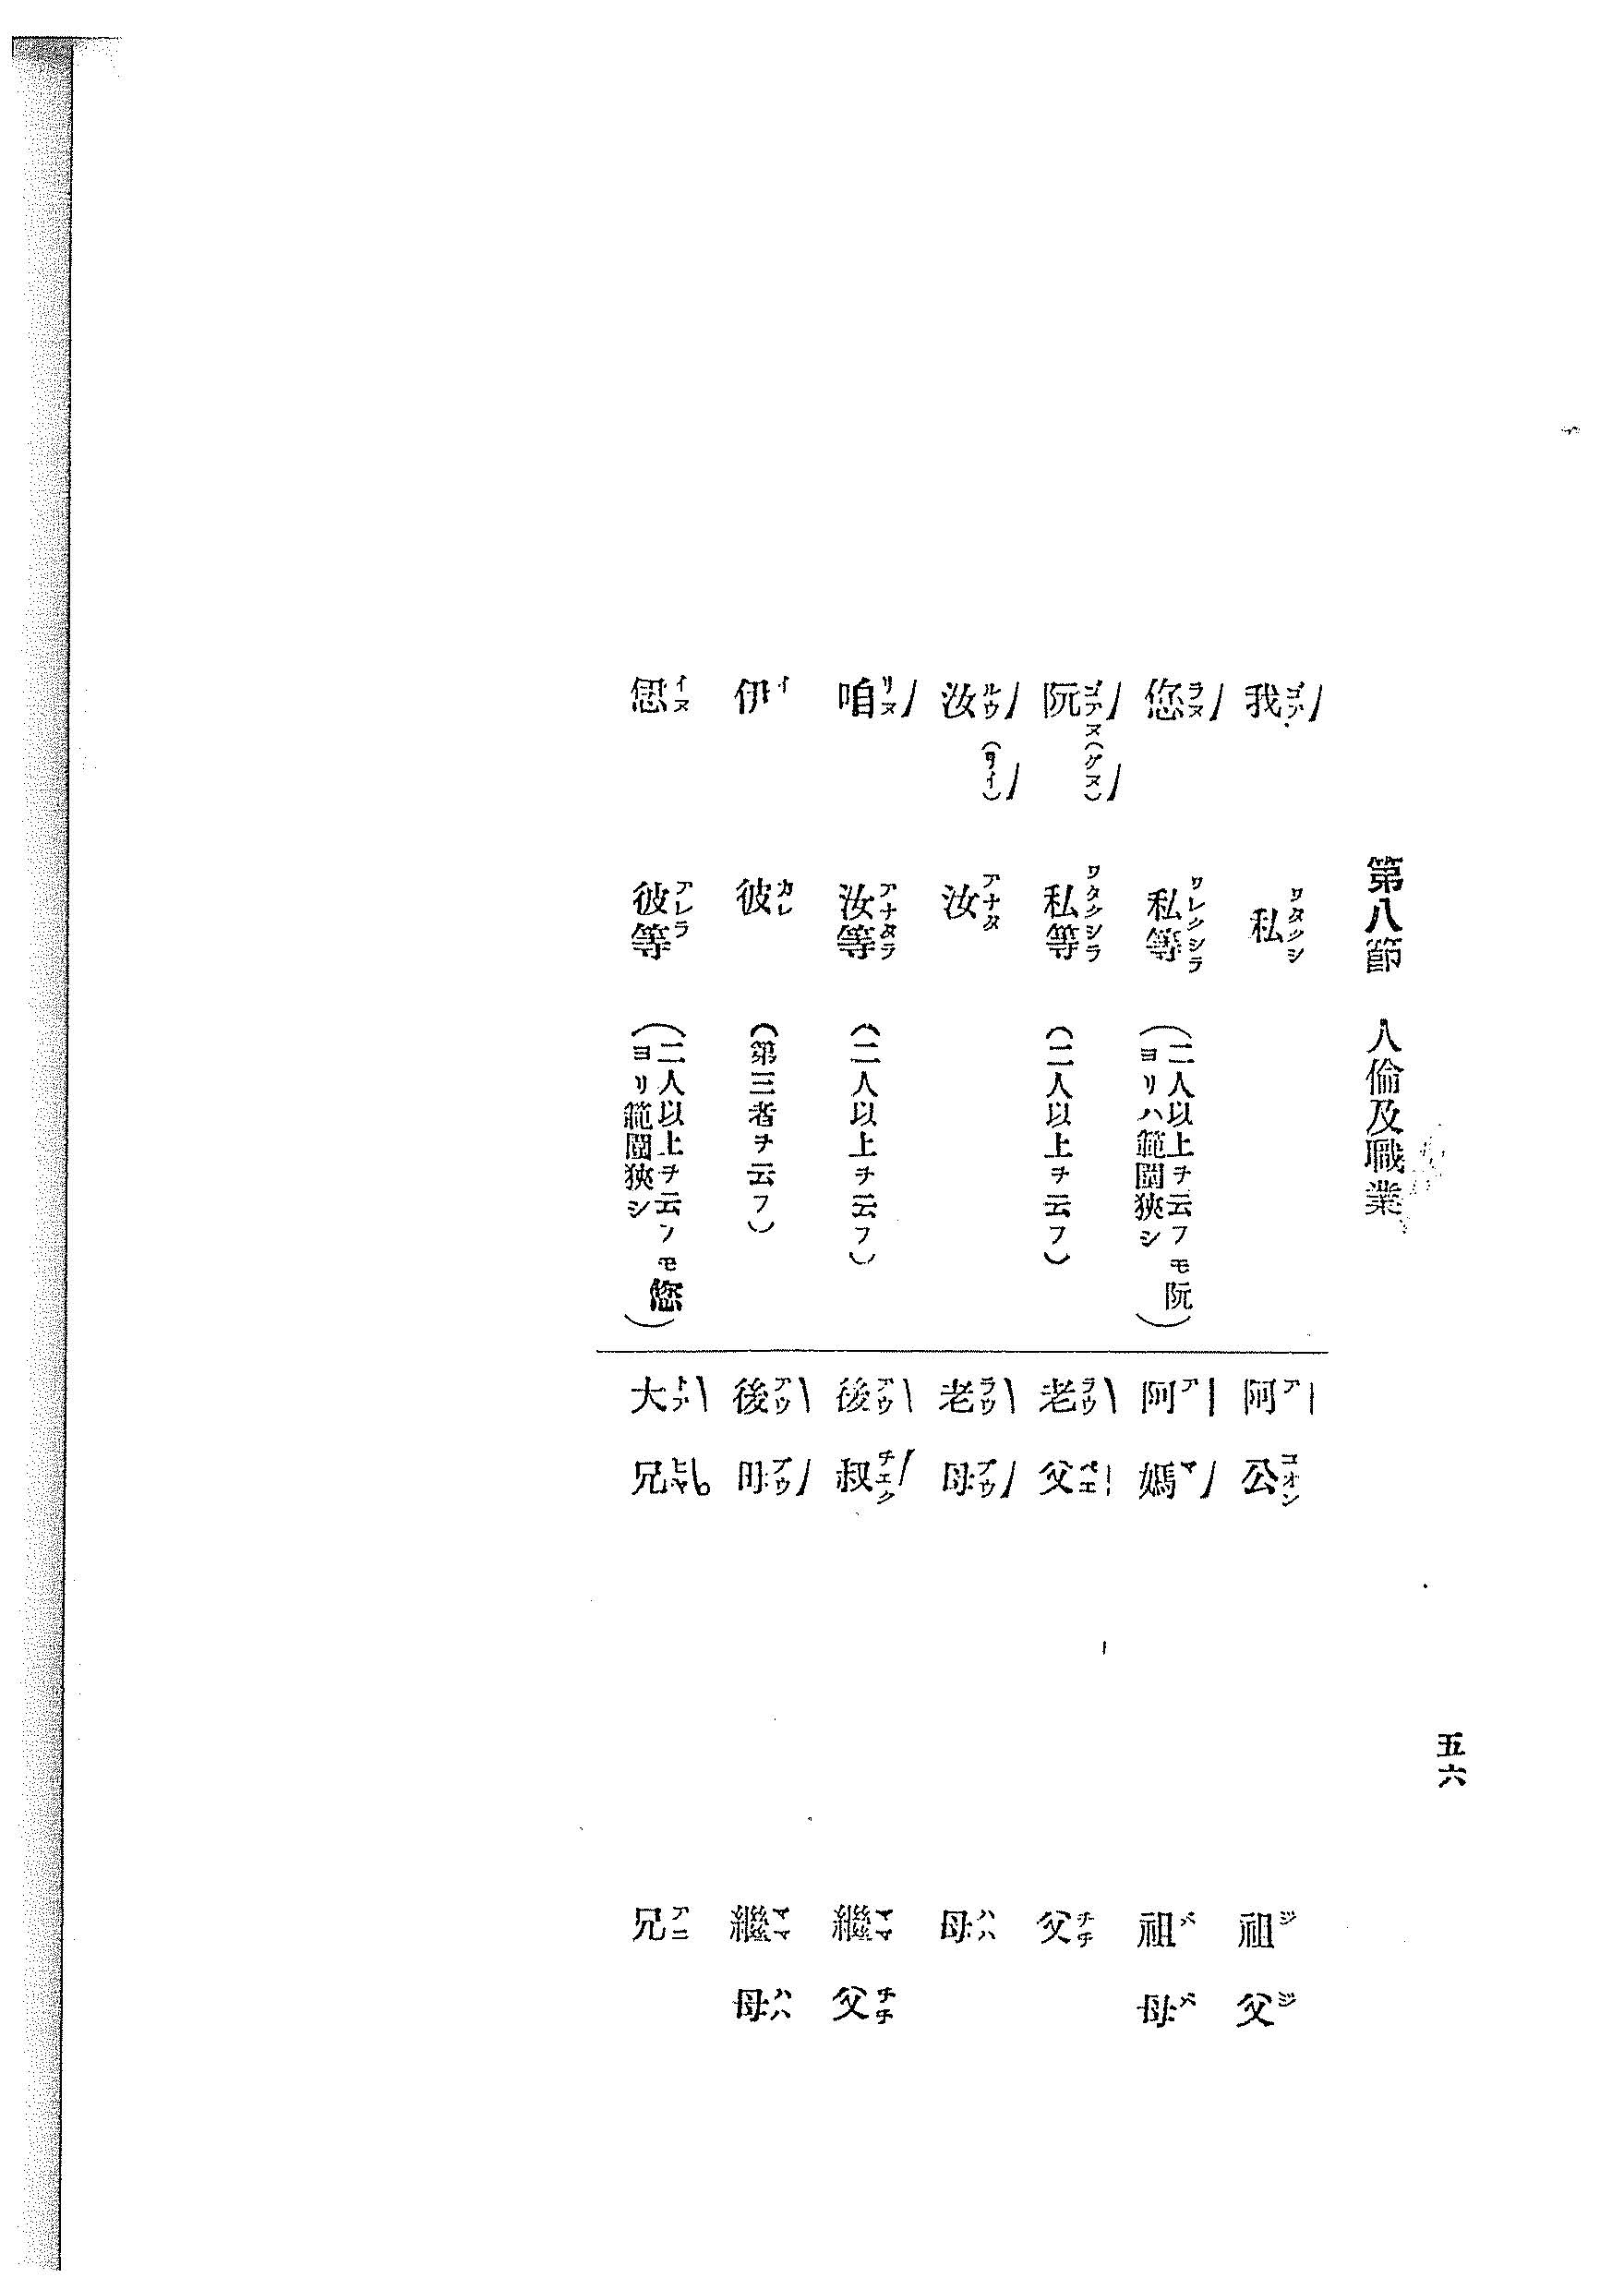 五六
第八節　人倫及職業
我 ゴァ 私 ワタクシ
您 ラヌ 私等 ワレクシラ (二人以上ヲ云フモ阮ヨリハ範圍狹シ)
阮 ゴァヌ(グヌ) 私等 ワタクシラ (二人以上ヲ云フ)
汝 ルウ(リイ) 汝 アナタ
咱 リヌ 汝等 アナタラ (二人以上ヲ云フ)
伊 イ 彼 カレ (第三者ヲ云フ)
𠍁 イヌ 彼等 アレラ (二人以上ヲ云フモ您ヨリ範圍狹シ)
阿公 ア コオン 祖父 ジジ
阿媽 ア マ 祖母 ババ
老父 ラウ ペエ 父 チチ
老母 ラウ ブウ 母 ハハ
後叔 アウ チエク 繼父 ママ チチ
後母 アウ ブウ 繼母 ママ ハハ
大兄 トァ ヒヤ 兄 アニ